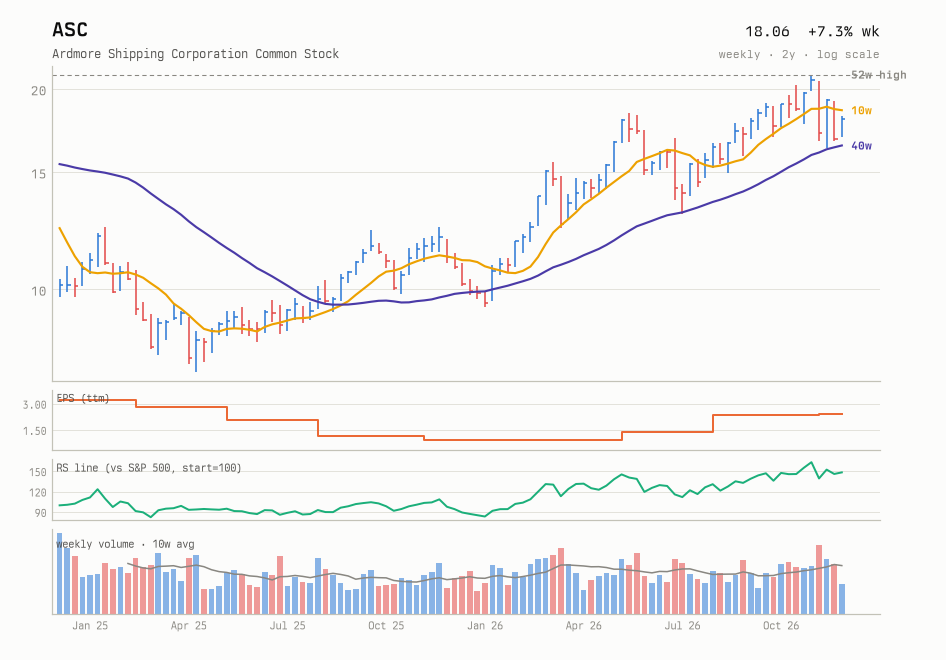 ASC
18.06 +7.3% wk
Ardmore Shipping Corporation Common Stock
weekly · 2y · log scale
52w high
20
10w
40w
15
10
EPS (ttm)
3.00
1.50
RS line (vs S&P 500, start=100)
150
120
90
weekly volume · 10w avg
Jan 25 Apr 25 Jul 25 Oct 25 Jan 26 Apr 26 Jul 26 Oct 26